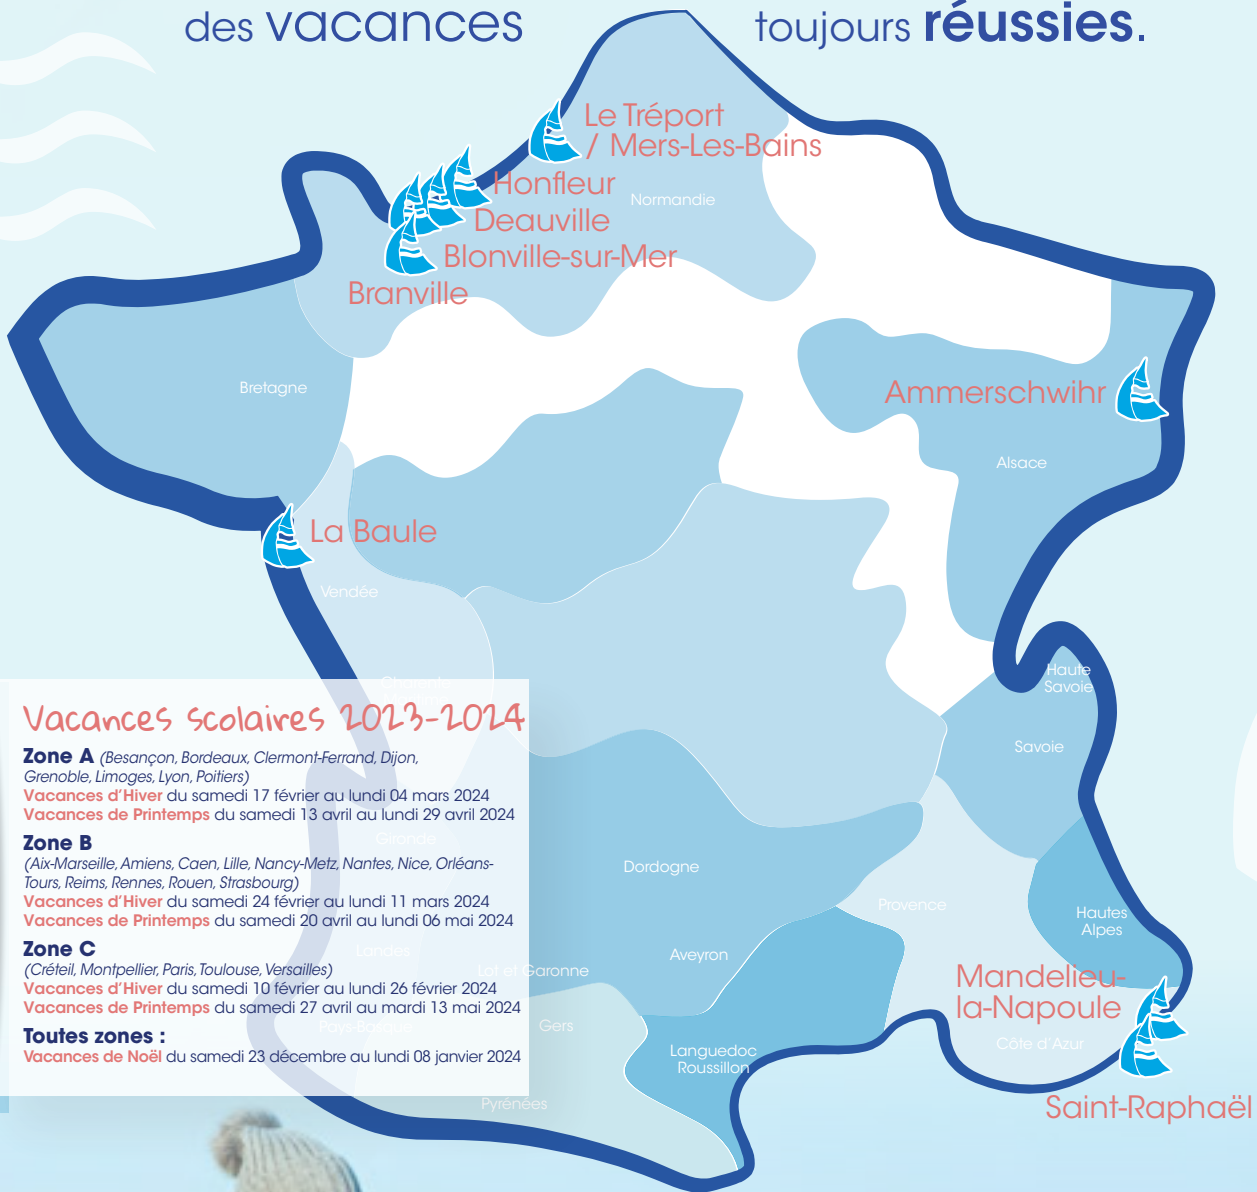 des vacances
toujours réussies.
Le Tréport
/ Mers-Les-Bains
Honfleur
Normandie
Deauville
Blonville-sur-Mer
Branville
Bretagne
Ammerschwihr
Alsace
La Baule
Vendée
Haute
Savoie
Savoie
Vacances scolaires 2023-2024
Zone A (Besançon, Bordeaux, Clermont-Ferrand, Dijon,
Grenoble, Limoges, Lyon, Poitiers)
Vacances d'Hiver du samedi 17 février au lundi 04 mars 2024
Vacances de Printemps du samedi 13 avril au lundi 29 avril 2024
Zone B
(Aix-Marseille, Amiens, Caen, Lille, Nancy-Metz, Nantes, Nice, Orléans-
Tours, Reims, Rennes, Rouen, Strasbourg)
Vacances d'Hiver du samedi 24 février au lundi 11 mars 2024
Vacances de Printemps du samedi 20 avril au lundi 06 mai 2024
Zone C
(Créteil, Montpellier, Paris, Toulouse, Versailles)
Vacances d'Hiver du samedi 10 février au lundi 26 février 2024
Vacances de Printemps du samedi 27 avril au mardi 13 mai 2024
Toutes zones :
Vacances de Noël du samedi 23 décembre au lundi 08 janvier 2024
Charente
Gironde
Landes
Lot et Garonne
Pays-Basque
Gers
Pyrénées
Dordogne
Aveyron
Provence
Hautes
Alpes
Languedoc
Roussillon
Mandelieu-
la-Napoule
Côte d'Azur
Saint-Raphaël